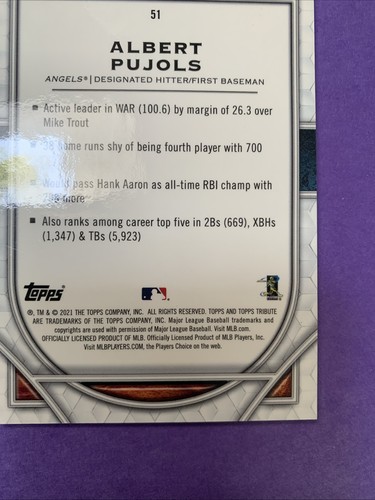 51
ALBERT
PUJOLS
ANGELS® | DESIGNATED HITTER/FIRST BASEMAN
■ Active leader in WAR (100.6) by margin of 26.3 over
Mike Trout
■ home runs shy of being fourth player with 700
■ Would pass Hank Aaron as all-time RBI champ with
more
■ Also ranks among career top five in 2Bs (669), XBHs
(1,347) & TBs (5,923)
Topps®
®, TM & © 2021 THE TOPPS COMPANY, INC. ALL RIGHTS RESERVED. TOPPS AND TOPPS TRIBUTE
ARE TRADEMARKS OF THE TOPPS COMPANY, INC. Major League Baseball trademarks and
copyrights are used with permission of Major League Baseball. Visit MLB.com.
OFFICIALLY LICENSED PRODUCT OF MLB. Officially Licensed Product of MLB Players, Inc.
Visit MLBPLAYERS.COM, the Players Choice on the web.